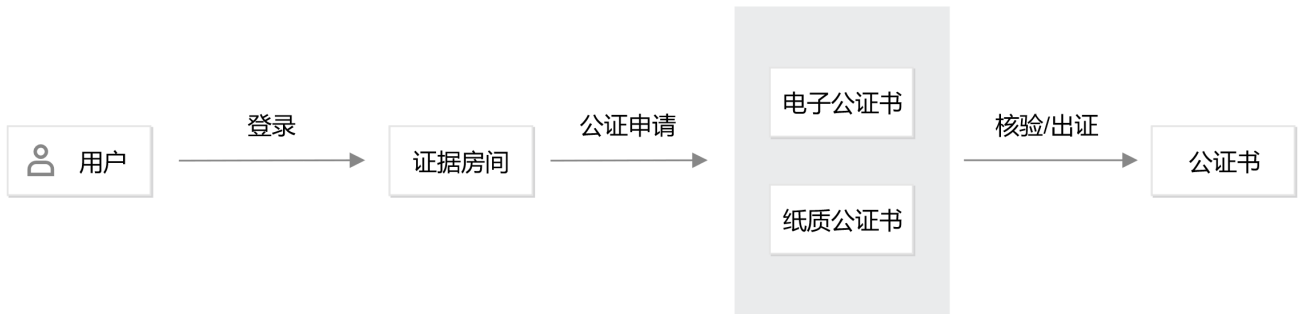 用户
登录
证据房间
公证申请
电子公证书
纸质公证书
核验/出证
公证书